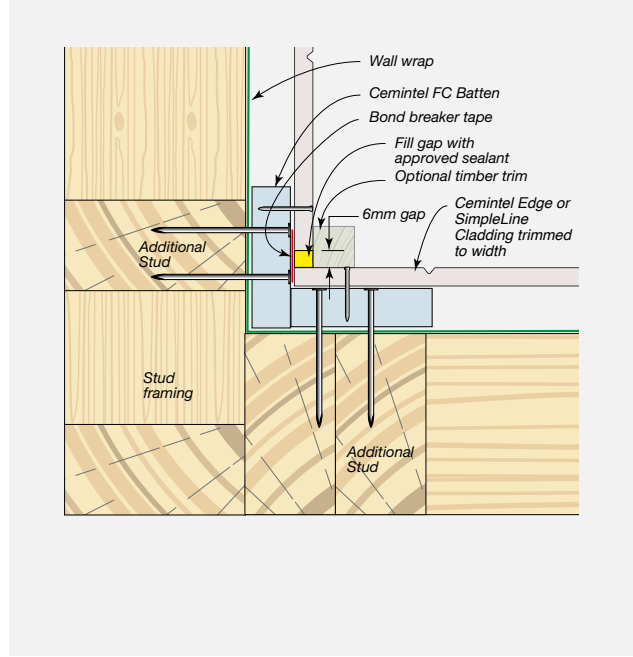 Wall wrap
Cemintel FC Batten
Bond breaker tape
Fill gap with
approved sealant
Optional timber trim
6mm gap
Cemintel Edge or
SimpleLine
Cladding trimmed
to width
Additional
Stud
Stud
framing
Additional
Stud